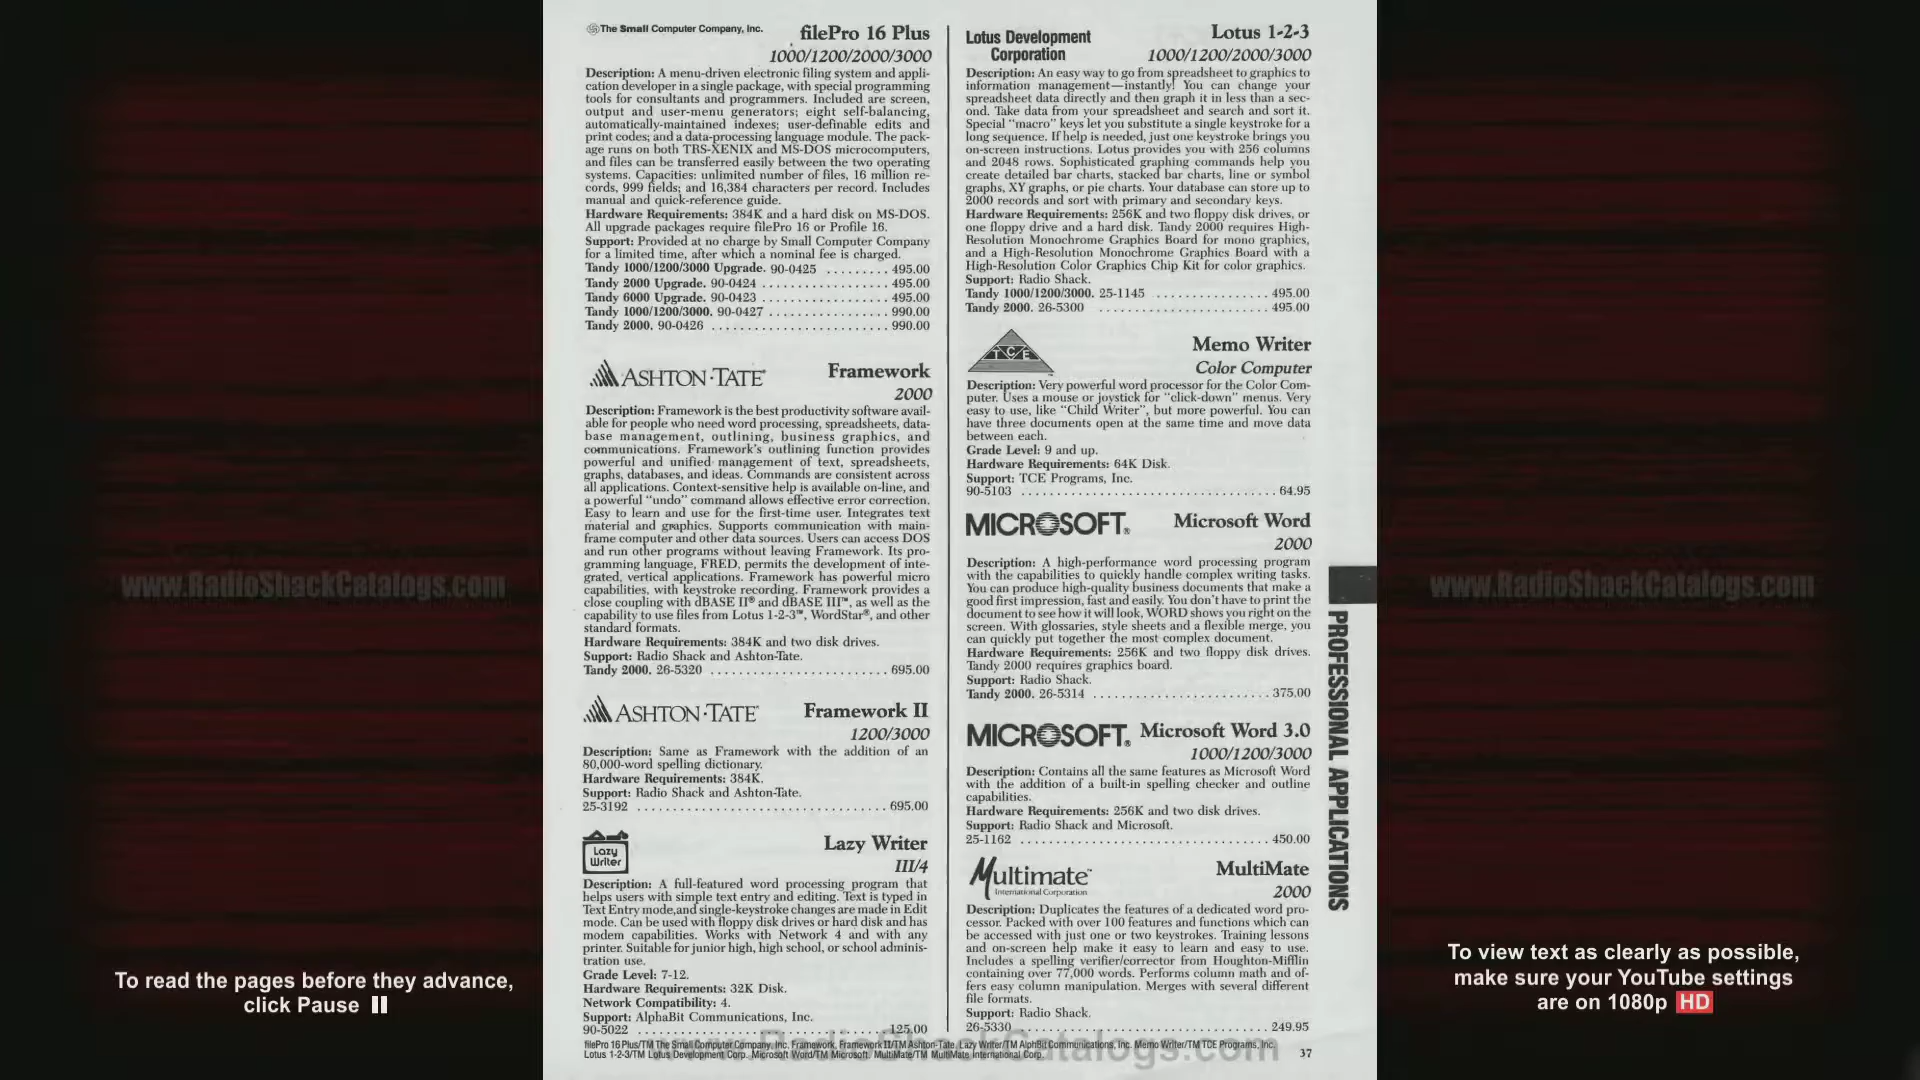 The Small Computer Company, Inc.
filePro 16 Plus
1000/1200/2000/3000
Description: A menu-driven electronic filing system and appli-
cation developer in a single package, with special programming
tools for consultants and programmers. Included are screen,
output and user-menu generators; eight self-balancing,
automatically-maintained indexes; user-definable edits and
print codes; and a data-processing language module. The pack-
age runs on both TRS-XENIX and MS-DOS microcomputers,
and files can be transferred easily between the two operating
systems. Capacities: unlimited number of files, 16 million re-
cords, 999 fields; and 16,384 characters per record. Includes
manual and quick-reference guide.
Hardware Requirements: 384K and a hard disk on MS-DOS.
All upgrade packages require filePro 16 or Profile 16.
Support: Provided at no charge by Small Computer Company
for a limited time, after which a nominal fee is charged.
Tandy 1000/1200/3000 Upgrade. 90-0425 ......... 495.00
Tandy 2000 Upgrade. 90-0424 ................. 495.00
Tandy 6000 Upgrade. 90-0423 ................. 495.00
Tandy 1000/1200/3000. 90-0427 ................ 990.00
Tandy 2000. 90-0426 ........................ 990.00
ASHTON·TATE
Framework
2000
Description: Framework is the best productivity software avail-
able for people who need word processing, spreadsheets, data-
base management, outlining, business graphics, and
communications. Framework's outlining function provides
powerful and unified management of text, spreadsheets,
graphs, databases, and ideas. Commands are consistent across
all applications. Context-sensitive help is available on-line, and
a powerful “undo” command allows effective error correction.
Easy to learn and use for the first-time user. Integrates text
material and graphics. Supports communication with main-
frame computer and other data sources. Users can access DOS
and run other programs without leaving Framework. Its pro-
gramming language, FRED, permits the development of inte-
grated, vertical applications. Framework has powerful micro
capabilities, with keystroke recording. Framework provides a
close coupling with dBASE II® and dBASE III™, as well as the
capability to use files from Lotus 1-2-3™, WordStar®, and other
standard formats.
Hardware Requirements: 384K and two disk drives.
Support: Radio Shack and Ashton-Tate.
Tandy 2000. 26-5320 ........................ 695.00
ASHTON·TATE
Framework II
1200/3000
Description: Same as Framework with the addition of an
80,000-word spelling dictionary.
Hardware Requirements: 384K.
Support: Radio Shack and Ashton-Tate.
25-3192 .................................. 695.00
Lazy
Writer
Lazy Writer
III/4
Description: A full-featured word processing program that
helps users with simple text entry and editing. Text is typed in
Text Entry mode,and single-keystroke changes are made in Edit
mode. Can be used with floppy disk drives or hard disk and has
modem capabilities. Works with Network 4 and with any
printer. Suitable for junior high, high school, or school adminis-
tration use.
Grade Level: 7-12.
Hardware Requirements: 32K Disk.
Network Compatibility: 4.
Support: AlphaBit Communications, Inc.
90-5022 .................................. 125.00
Lotus Development
Corporation
Lotus 1-2-3
1000/1200/2000/3000
Description: An easy way to go from spreadsheet to graphics to
information management—instantly! You can change your
spreadsheet data directly and then graph it in less than a sec-
ond. Take data from your spreadsheet and search and sort it.
Special “macro” keys let you substitute a single keystroke for a
long sequence. If help is needed, just one keystroke brings you
on-screen instructions. Lotus provides you with 256 columns
and 2048 rows. Sophisticated graphing commands help you
create detailed bar charts, stacked bar charts, line or symbol
graphs, XY graphs, or pie charts. Your database can store up to
2000 records and sort with primary and secondary keys.
Hardware Requirements: 256K and two floppy disk drives, or
one floppy drive and a hard disk. Tandy 2000 requires High-
Resolution Monochrome Graphics Board for mono graphics,
and a High-Resolution Monochrome Graphics Board with a
High-Resolution Color Graphics Chip Kit for color graphics.
Support: Radio Shack.
Tandy 1000/1200/3000. 25-1145 ............... 495.00
Tandy 2000. 26-5300 ....................... 495.00
TCE
Memo Writer
Color Computer
Description: Very powerful word processor for the Color Com-
puter. Uses a mouse or joystick for “click-down” menus. Very
easy to use, like “Child Writer”, but more powerful. You can
have three documents open at the same time and move data
between each.
Grade Level: 9 and up.
Hardware Requirements: 64K Disk.
Support: TCE Programs, Inc.
90-5103 .................................. 64.95
MICROSOFT®
Microsoft Word
2000
Description: A high-performance word processing program
with the capabilities to quickly handle complex writing tasks.
You can produce high-quality business documents that make a
good first impression, fast and easily. You don't have to print the
document to see how it will look, WORD shows you right on the
screen. With glossaries, style sheets and a flexible merge, you
can quickly put together the most complex document.
Hardware Requirements: 256K and two floppy disk drives.
Tandy 2000 requires graphics board.
Support: Radio Shack.
Tandy 2000. 26-5314 ........................ 375.00
MICROSOFT®
Microsoft Word 3.0
1000/1200/3000
Description: Contains all the same features as Microsoft Word
with the addition of a built-in spelling checker and outline
capabilities.
Hardware Requirements: 256K and two disk drives.
Support: Radio Shack and Microsoft.
25-1162 .................................. 450.00
Multimate™
International Corporation
MultiMate
2000
Description: Duplicates the features of a dedicated word pro-
cessor. Packed with over 100 features and functions which can
be accessed with just one or two keystrokes. Training lessons
and on-screen help make it easy to learn and easy to use.
Includes a spelling verifier/corrector from Houghton-Mifflin
containing over 77,000 words. Performs column math and of-
fers easy column manipulation. Merges with several different
file formats.
Support: Radio Shack.
26-5330 .................................. 249.95
PROFESSIONAL APPLICATIONS
filePro 16 Plus/TM The Small Computer Company, Inc. Framework, Framework II/TM Ashton-Tate. Lazy Writer/TM AlphBit Communications, Inc. Memo Writer/TM TCE Programs, Inc.
Lotus 1-2-3/TM Lotus Development Corp. Microsoft Word/TM Microsoft. MultiMate/TM MultiMate International Corp.
37
www.RadioShackCatalogs.com
www.RadioShackCatalogs.com
www.RadioShackCatalogs.com
To read the pages before they advance,
click Pause
To view text as clearly as possible,
make sure your YouTube settings
are on 1080p HD